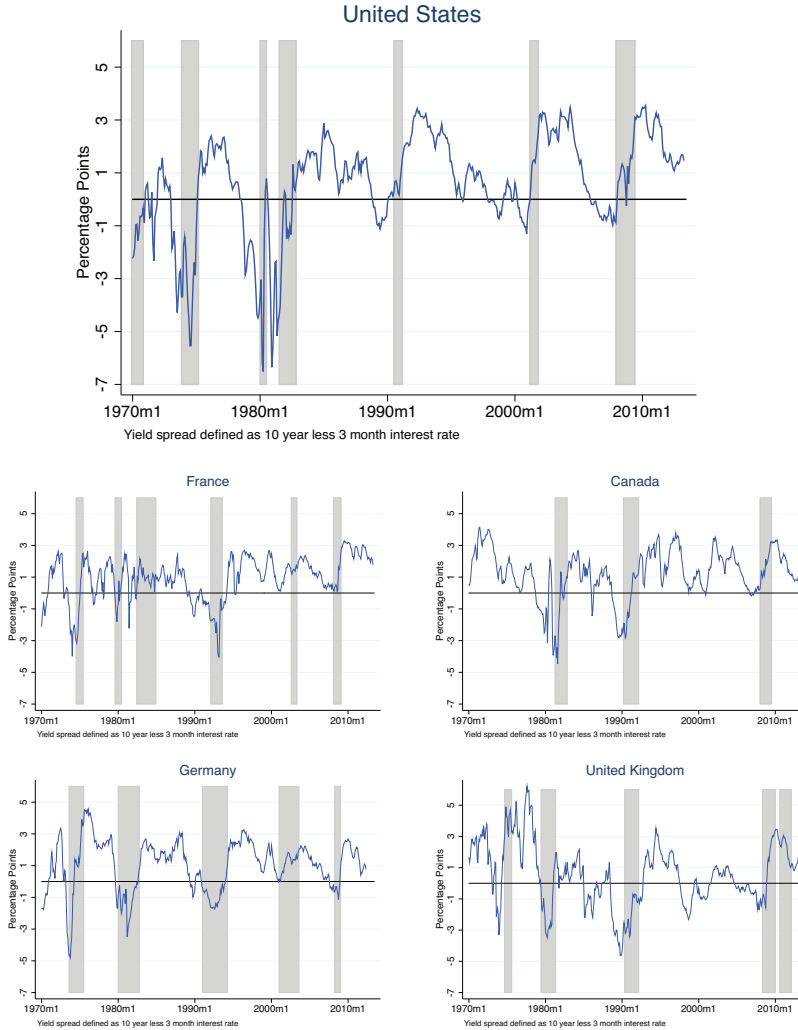 United States
Percentage Points
5
3
1
-1
-3
-5
-7
1970m1 1980m1 1990m1 2000m1 2010m1
Yield spread defined as 10 year less 3 month interest rate
France
Percentage Points
5
3
1
-1
-3
-5
-7
1970m1 1980m1 1990m1 2000m1 2010m1
Yield spread defined as 10 year less 3 month interest rate
Canada
Percentage Points
5
3
1
-1
-3
-5
-7
1970m1 1980m1 1990m1 2000m1 2010m1
Yield spread defined as 10 year less 3 month interest rate
Germany
Percentage Points
5
3
1
-1
-3
-5
-7
1970m1 1980m1 1990m1 2000m1 2010m1
Yield spread defined as 10 year less 3 month interest rate
United Kingdom
Percentage Points
5
3
1
-1
-3
-5
-7
1970m1 1980m1 1990m1 2000m1 2010m1
Yield spread defined as 10 year less 3 month interest rate